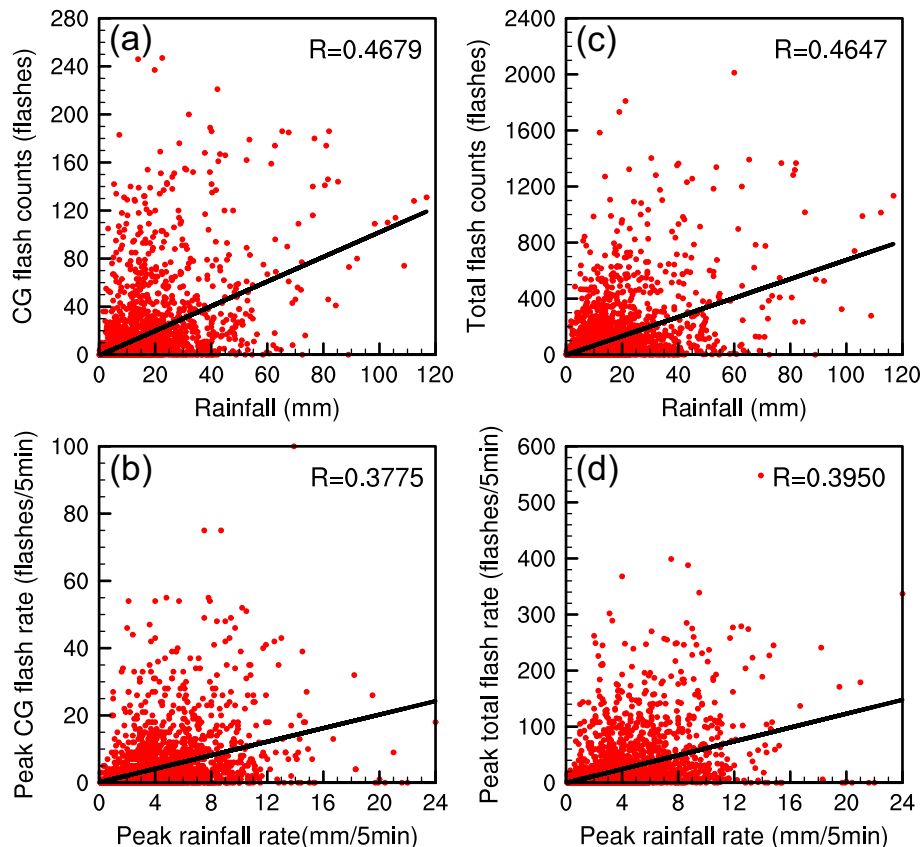 (a)
R=0.4679
CG flash counts (flashes)
280
240
200
160
120
80
40
0
0 20 40 60 80 100 120
Rainfall (mm)
(c)
R=0.4647
Total flash counts (flashes)
2400
2000
1600
1200
800
400
0
0 20 40 60 80 100 120
Rainfall (mm)
(b)
R=0.3775
Peak CG flash rate (flashes/5min)
100
80
60
40
20
0
0 4 8 12 16 20 24
Peak rainfall rate(mm/5min)
(d)
R=0.3950
Peak total flash rate (flashes/5min)
600
500
400
300
200
100
0
0 4 8 12 16 20 24
Peak rainfall rate (mm/5min)